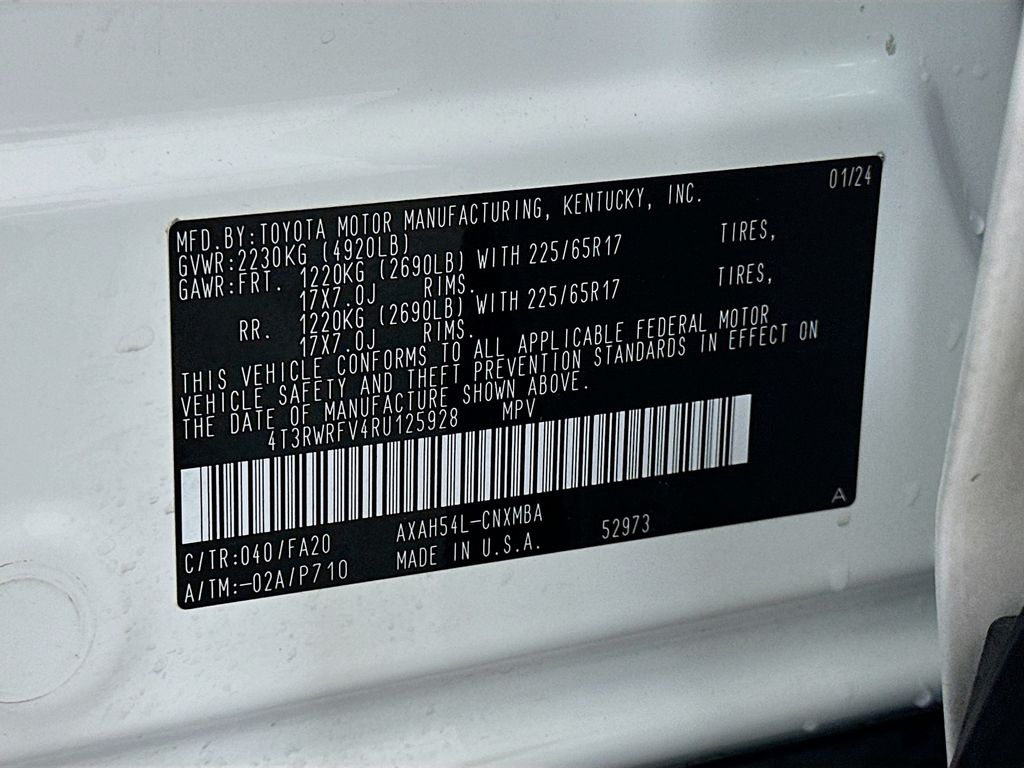 01/24
MFD.BY:TOYOTA MOTOR MANUFACTURING, KENTUCKY, INC.
GVWR:2230KG (4920LB)
GAWR:FRT. 1220KG (2690LB) WITH 225/65R17 TIRES,
17X7.0J RIMS.
RR. 1220KG (2690LB) WITH 225/65R17 TIRES,
17X7.0J RIMS.
THIS VEHICLE CONFORMS TO ALL APPLICABLE FEDERAL MOTOR
VEHICLE SAFETY AND THEFT PREVENTION STANDARDS IN EFFECT ON
THE DATE OF MANUFACTURE SHOWN ABOVE.
4T3RWRFV4RU125928 MPV
C/TR:040/FA20 AXAH54L-CNXMBA 52973 A
A/TM:-02A/P710 MADE IN U.S.A.